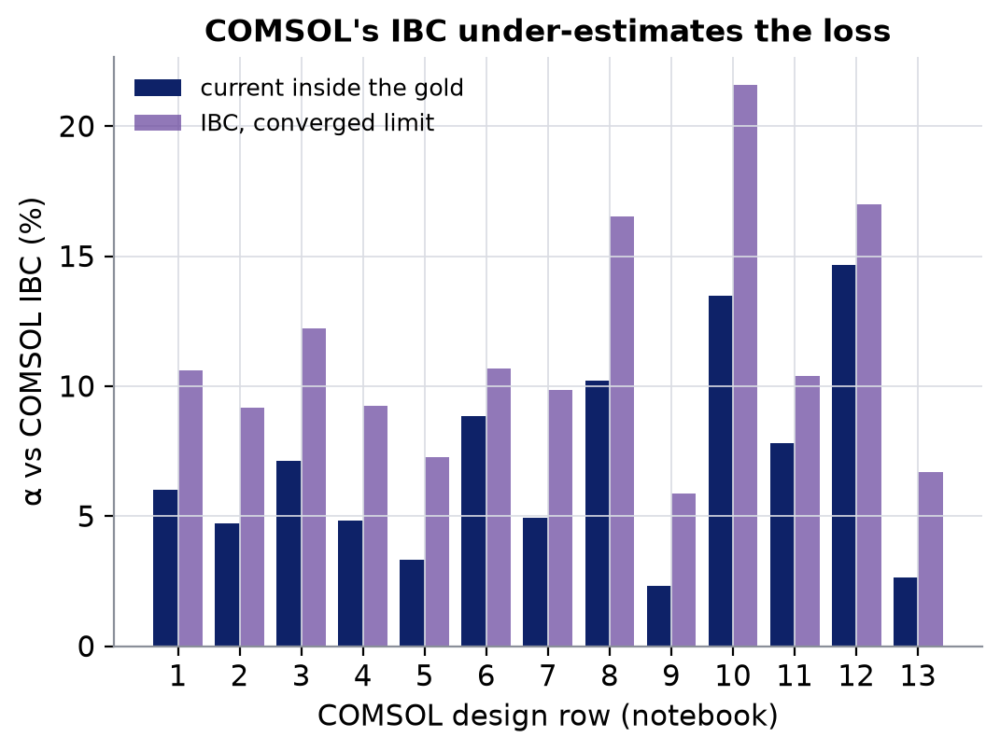 COMSOL's IBC under-estimates the loss
current inside the gold
IBC, converged limit
α vs COMSOL IBC (%)
20
15
10
5
0
1 2 3 4 5 6 7 8 9 10 11 12 13
COMSOL design row (notebook)